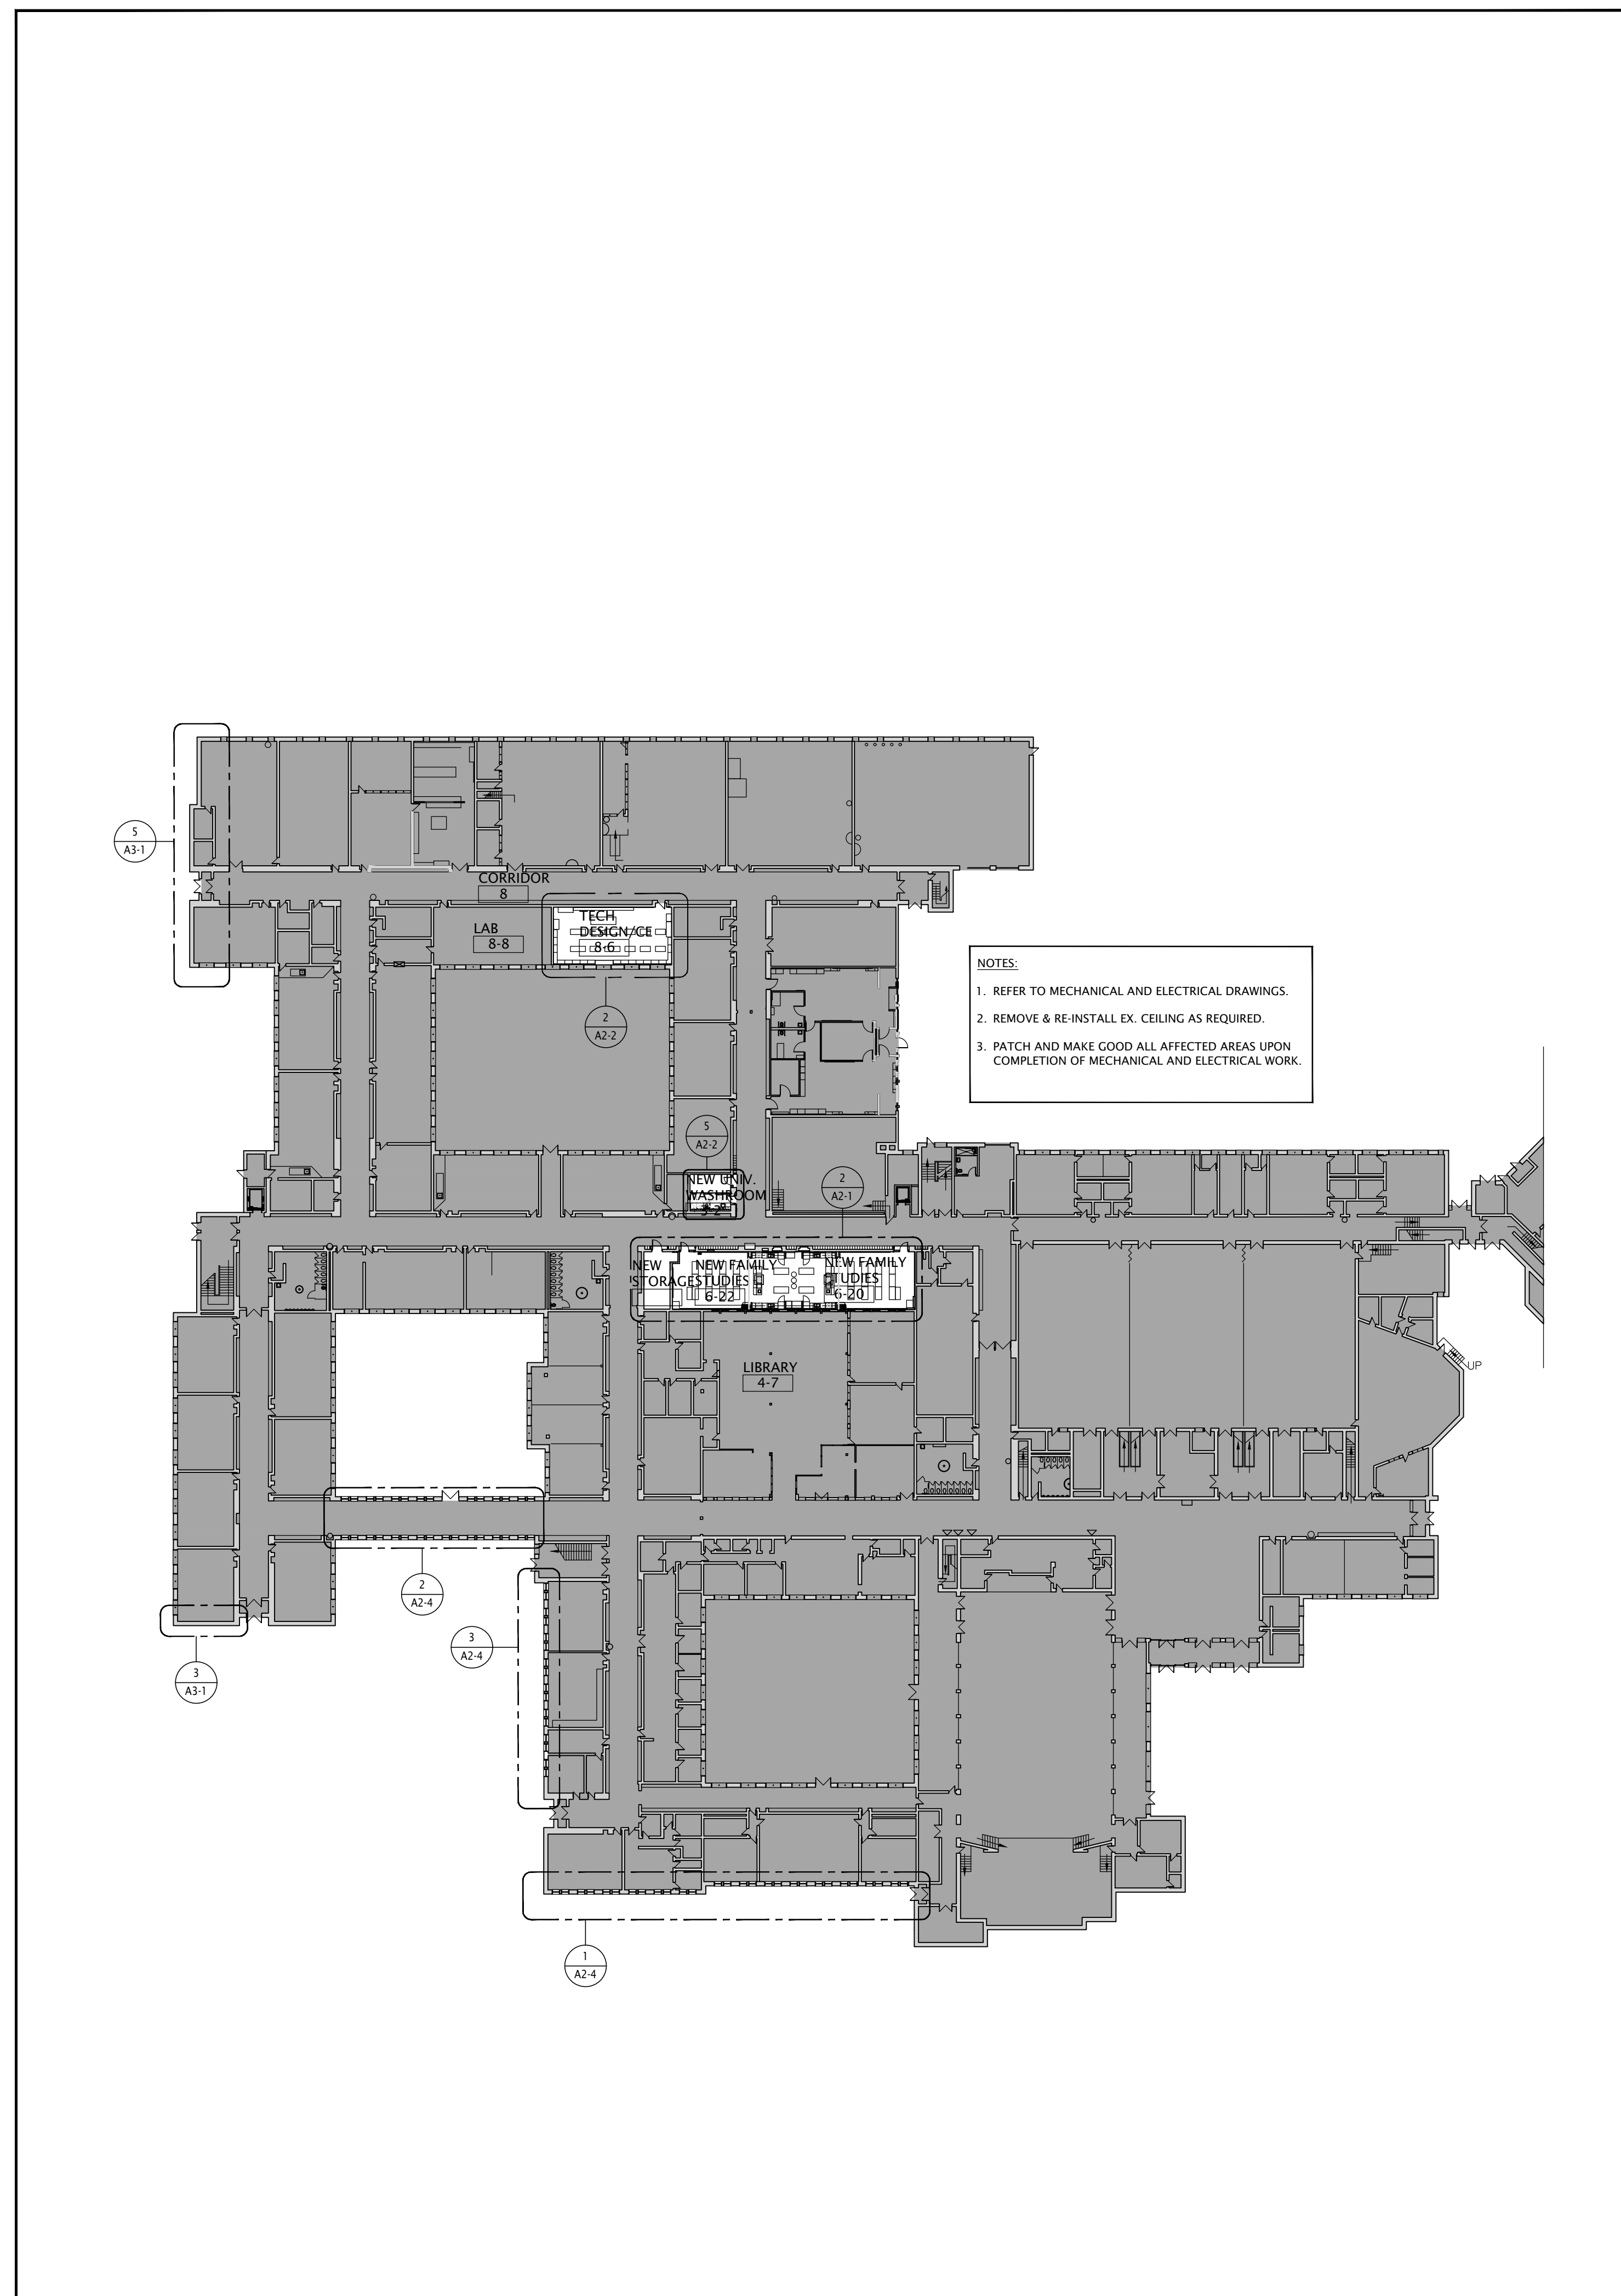 5
A3-1
CORRIDOR
8
LAB
8-8
TECH
DESIGN/CE
8-6
2
A2-2
NOTES:
1. REFER TO MECHANICAL AND ELECTRICAL DRAWINGS.
2. REMOVE & RE-INSTALL EX. CEILING AS REQUIRED.
3. PATCH AND MAKE GOOD ALL AFFECTED AREAS UPON
COMPLETION OF MECHANICAL AND ELECTRICAL WORK.
5
A2-2
NEW UNIV.
WASHROOM
2
A2-1
NEW
STORAGE
NEW FAMILY
STUDIES
6-22
NEW FAMILY
STUDIES
6-20
LIBRARY
4-7
UP
2
A2-4
3
A2-4
3
A3-1
1
A2-4